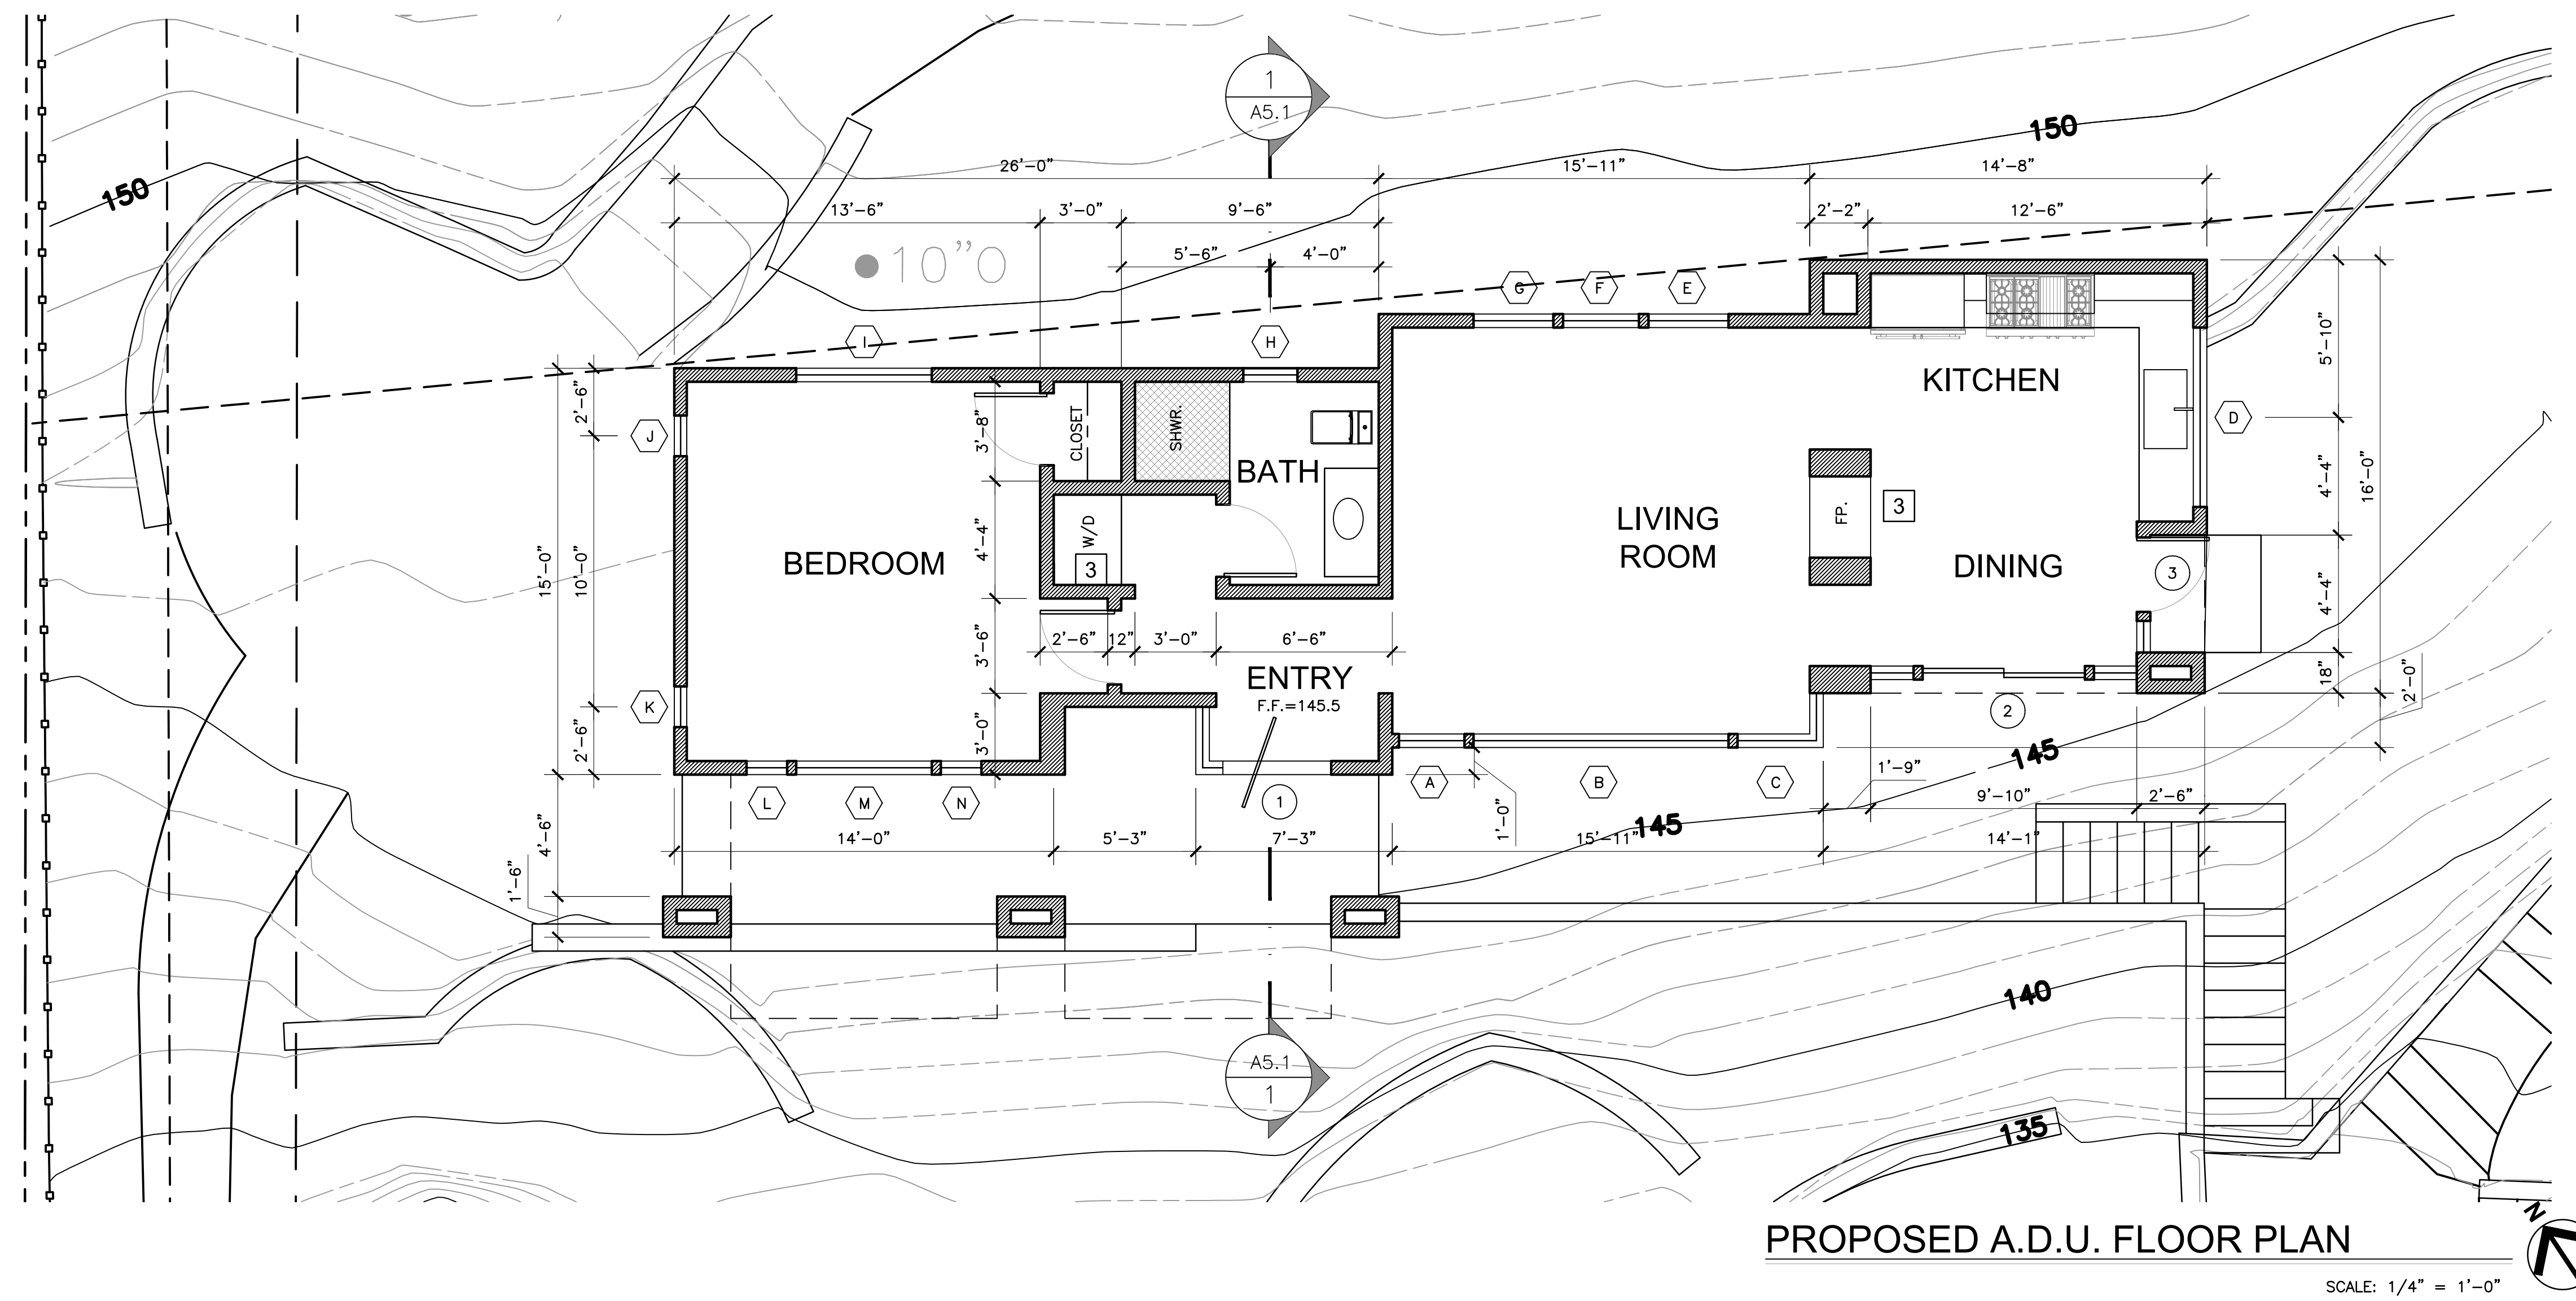 1
A5.1
150
150
26'-0"
15'-11"
14'-8"
13'-6"
3'-0"
9'-6"
2'-2"
12'-6"
5'-6"
4'-0"
10"0
G
F
E
I
H
KITCHEN
5'-10"
2'-6"
J
3'-8"
CLOSET
SHWR.
BATH
D
4'-4"
16'-0"
LIVING
ROOM
FP.
3
BEDROOM
4'-4"
W/D
3
DINING
3
4'-4"
15'-0"
10'-0"
3'-6"
2'-6"
12"
3'-0"
6'-6"
ENTRY
F.F.=145.5
18"
2'-0"
K
2'-6"
3'-0"
2
145
L
M
N
1
A
B
C
1'-9"
9'-10"
2'-6"
1'-0"
145
4'-6"
14'-0"
5'-3"
7'-3"
15'-11"
14'-1"
1'-6"
140
A5.1
1
135
PROPOSED A.D.U. FLOOR PLAN
N
SCALE: 1/4" = 1'-0"